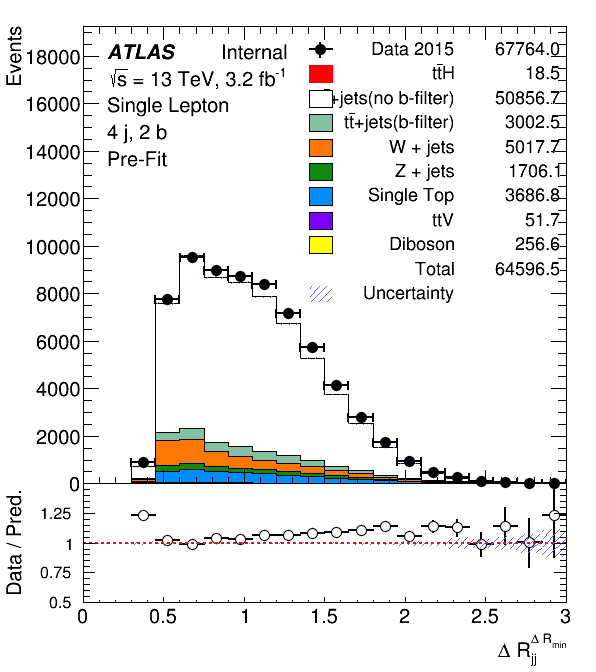 Events
18000
16000
14000
12000
10000
8000
6000
4000
2000
0
ATLAS Internal
√s = 13 TeV, 3.2 fb⁻¹
Single Lepton
4 j, 2 b
Pre-Fit
Data 2015 67764.0
tt̄H 18.5
+jets(no b-filter) 50856.7
tt̄+jets(b-filter) 3002.5
W + jets 5017.7
Z + jets 1706.1
Single Top 3686.8
ttV 51.7
Diboson 256.6
Total 64596.5
Uncertainty
Data / Pred.
1.25
1
0.75
0.5
0 0.5 1 1.5 2 2.5 3
Δ R_jj^Δ R_min